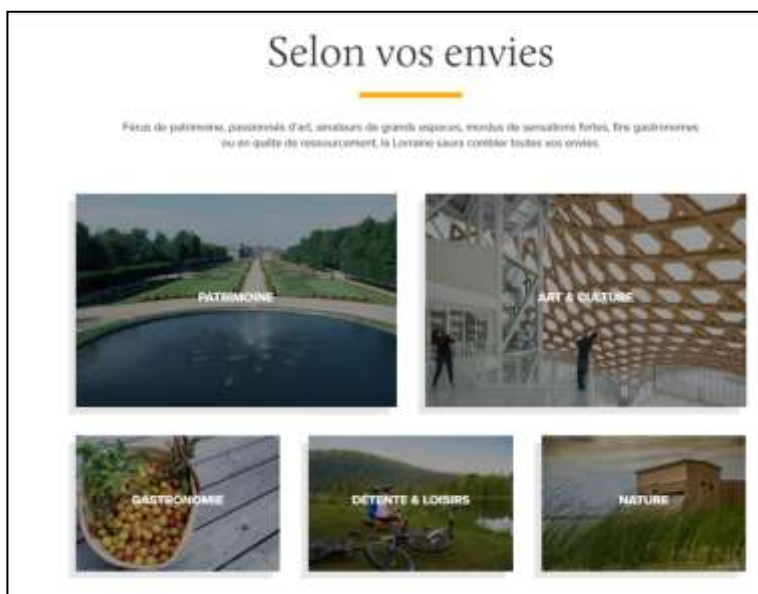 Selon vos envies
Férus de patrimoine, passionnés d'art, amateurs de grands espaces, mordus de sensations fortes, fins gastronomes
ou en quête de ressourcement, la Lorraine saura combler toutes vos envies.
PATRIMOINE
ART & CULTURE
GASTRONOMIE
DÉTENTE & LOISIRS
NATURE